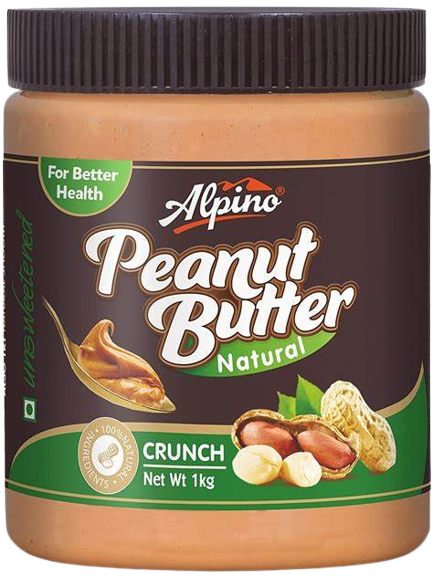 For Better
Health
Alpino®
Peanut
Butter
Natural
unsweetened
100% NATURAL
INGREDIENTS
CRUNCH
Net Wt 1kg